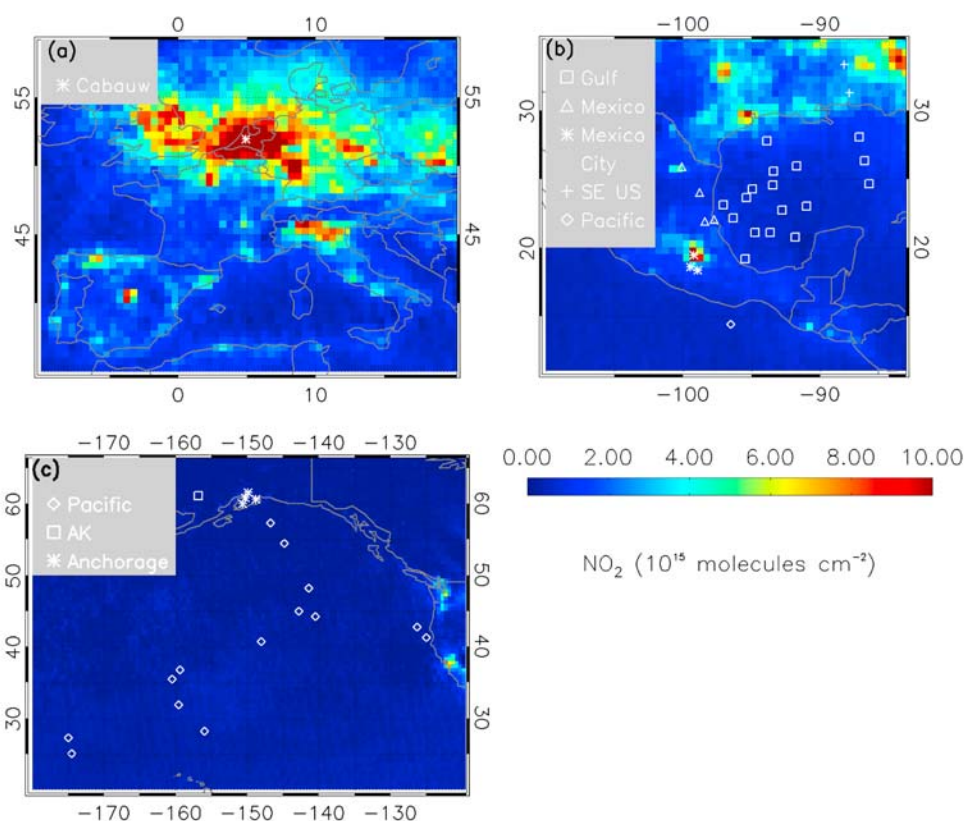 0 10
(a)
Cabauw
55 55
45 45
0 10
-100 -90
(b)
Gulf
Mexico
Mexico
City
SE US
Pacific
30 30
20 20
-100 -90
-170 -160 -150 -140 -130
(c)
Pacific
AK
Anchorage
60 60
50 50
40 40
30 30
-170 -160 -150 -140 -130
0.00 2.00 4.00 6.00 8.00 10.00
NO₂ (10¹⁵ molecules cm⁻²)